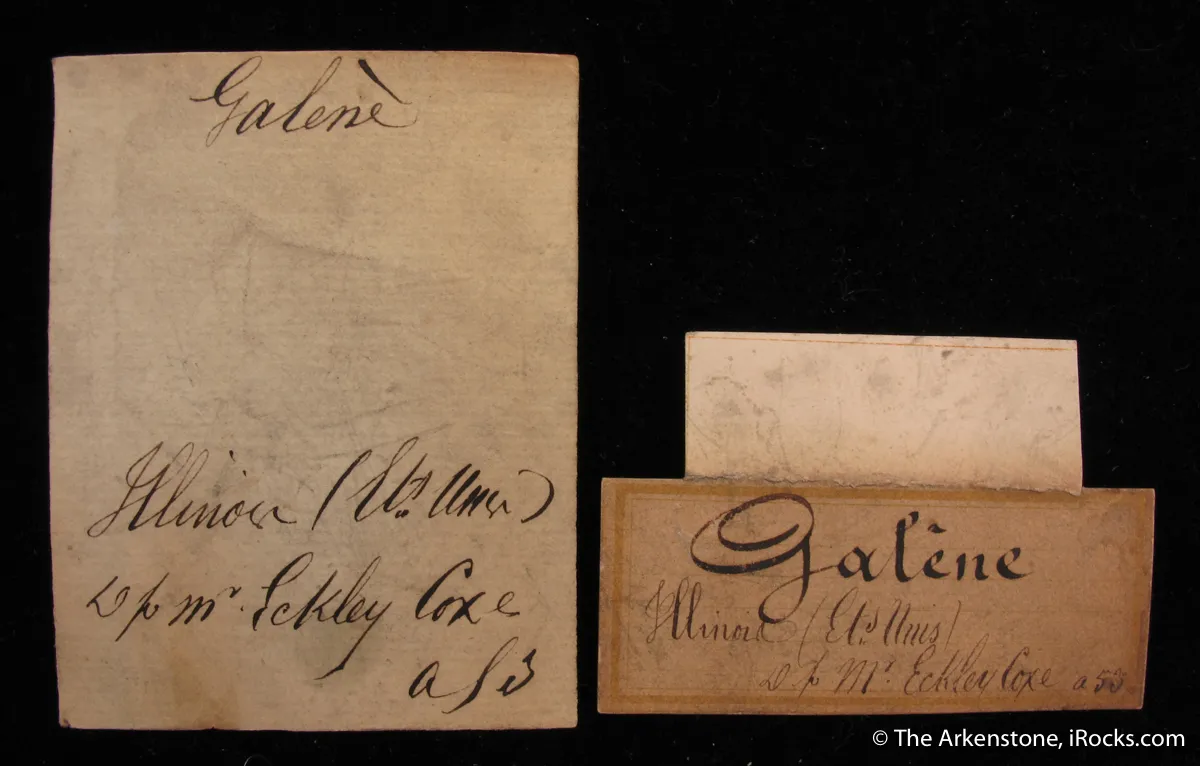 Galenè
Illinois (Ets. Unis)
D p Mr. Eckley Coxe
a 53
Galène
Illinois (Ets Unis)
D. p. Mr. Eckley Coxe a 53
© The Arkenstone, iRocks.com